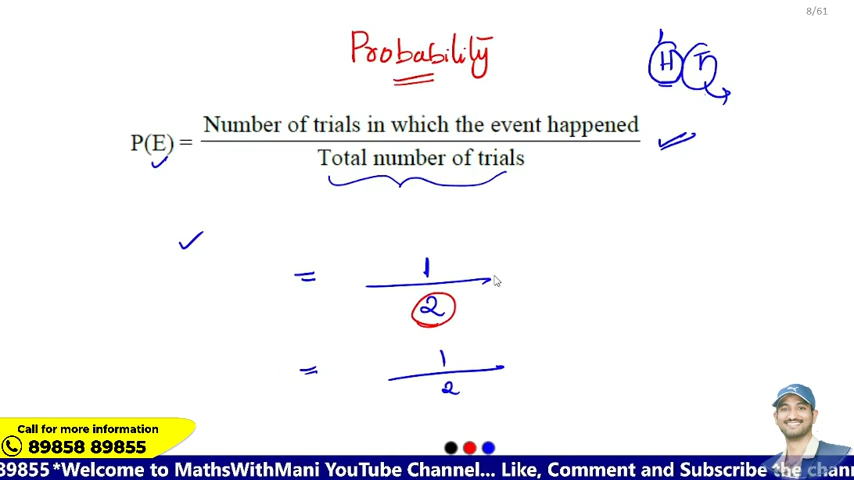 8/61
Probability
H T
P(E) = Number of trials in which the event happened
Total number of trials
= 1
2
= 1
2
Call for more information
89858 89855
89855 *Welcome to MathsWithMani YouTube Channel... Like, Comment and Subscribe the chann